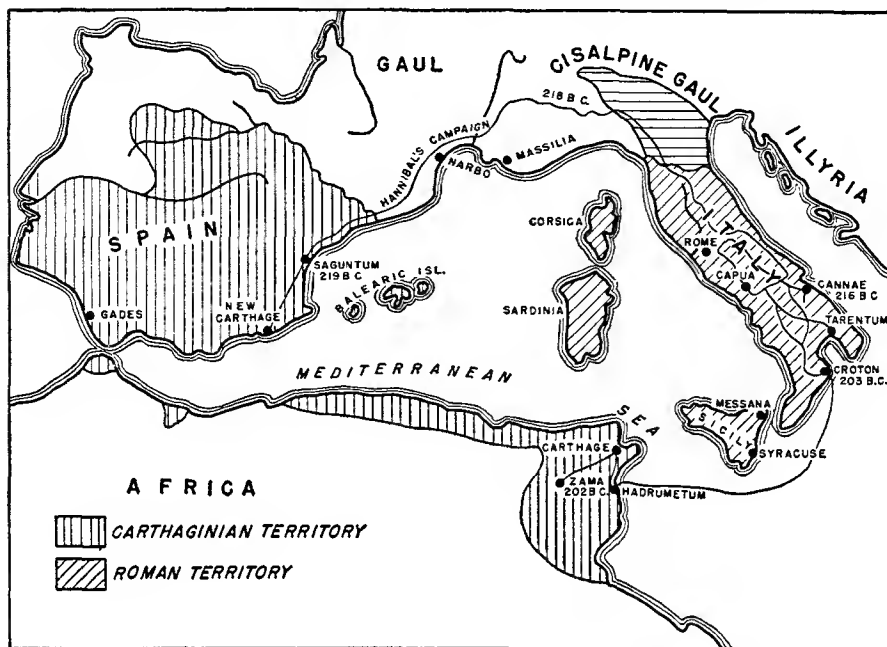 GAUL
CISALPINE GAUL
218 B.C.
ILLYRIA
HANNIBAL'S CAMPAIGN
NARBO
MASSILIA
SPAIN
CORSICA
ITALY
ROME
SAGUNTUM
219 B C
CAPUA
CANNAE
216 B C
BALEARIC ISL.
NEW
CARTHAGE
GADES
SARDINIA
TARENTUM
MEDITERRANEAN
SEA
CROTON
203 B.C.
MESSANA
SICILY
SYRACUSE
CARTHAGE
ZAMA
202 B C.
HADRUMETUM
AFRICA
CARTHAGINIAN TERRITORY
ROMAN TERRITORY